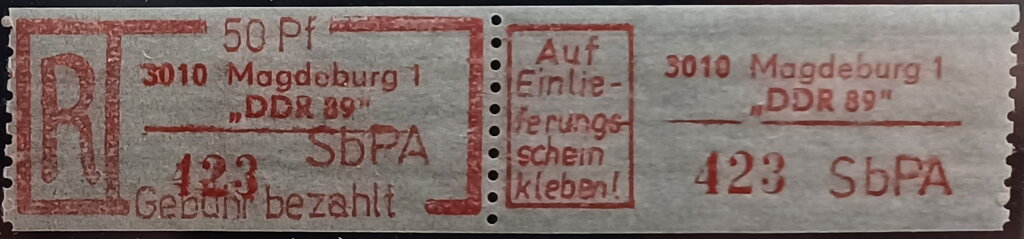 R
50 Pf
3010 Magdeburg 1
„DDR 89“
SbPA
423
Gebühr bezahlt
Auf
Einlie-
ferungs-
schein
kleben!
3010 Magdeburg 1
„DDR 89“
423 SbPA